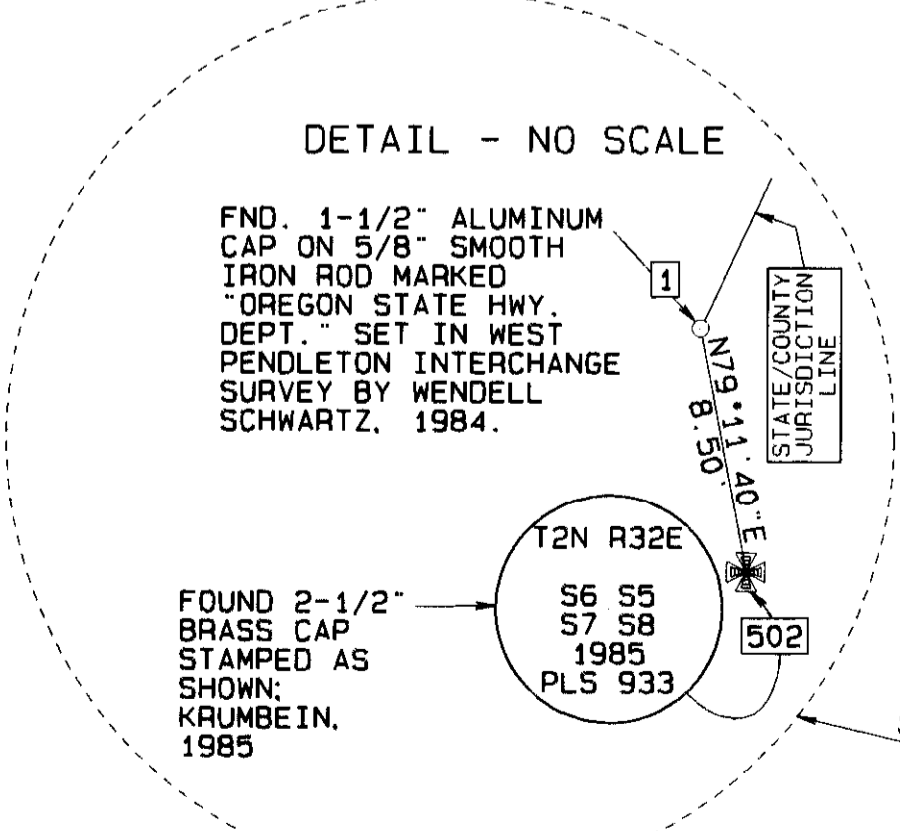 DETAIL - NO SCALE
FND. 1-1/2" ALUMINUM
CAP ON 5/8" SMOOTH
IRON ROD MARKED
"OREGON STATE HWY.
DEPT." SET IN WEST
PENDLETON INTERCHANGE
SURVEY BY WENDELL
SCHWARTZ, 1984.
1
STATE/COUNTY
JURISDICTION
LINE
N79°11'40"E
8.50'
T2N R32E
S6 S5
S7 S8
1985
PLS 933
502
FOUND 2-1/2"
BRASS CAP
STAMPED AS
SHOWN;
KRUMBEIN,
1985